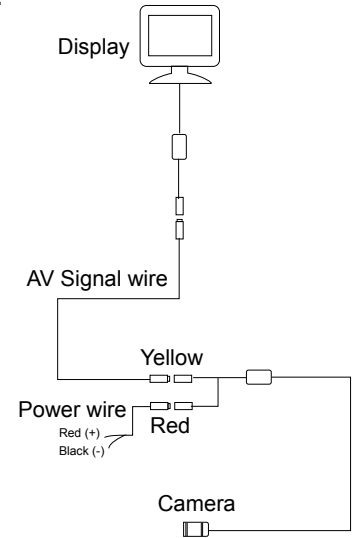 Display
AV Signal wire
Yellow
Power wire
Red
Red (+)
Black (-)
Camera